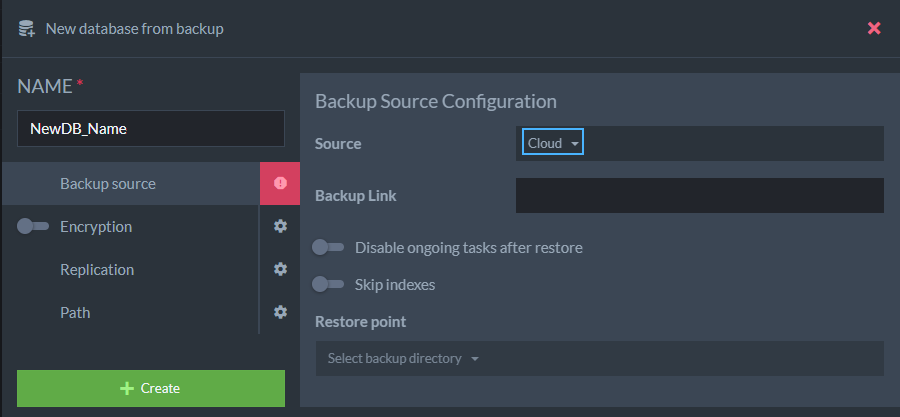 New database from backup
NAME *
NewDB_Name
Backup source
Encryption
Replication
Path
Create
Backup Source Configuration
Source
Cloud
Backup Link
Disable ongoing tasks after restore
Skip indexes
Restore point
Select backup directory